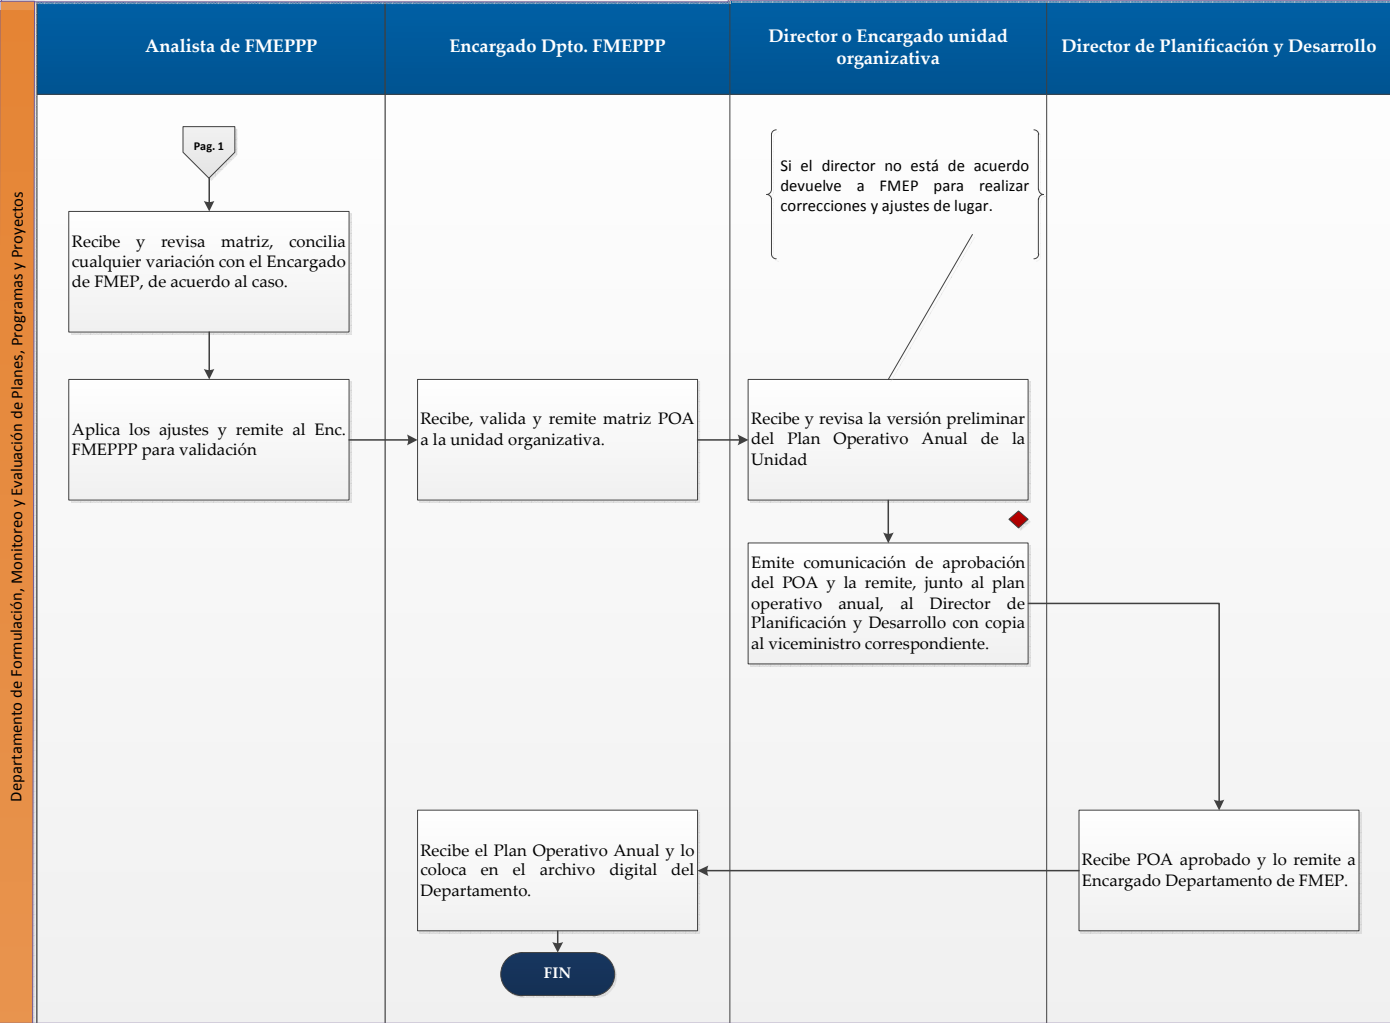 Departamento de Formulación, Monitoreo y Evaluación de Planes, Programas y Proyectos
Analista de FMEPPP
Encargado Dpto. FMEPPP
Director o Encargado unidad
organizativa
Director de Planificación y Desarrollo
Pag. 1
Si el director no está de acuerdo
devuelve a FMEP para realizar
correcciones y ajustes de lugar.
Recibe y revisa matriz, concilia
cualquier variación con el Encargado
de FMEP, de acuerdo al caso.
Aplica los ajustes y remite al Enc.
FMEPPP para validación
Recibe, valida y remite matriz POA
a la unidad organizativa.
Recibe y revisa la versión preliminar
del Plan Operativo Anual de la
Unidad
Emite comunicación de aprobación
del POA y la remite, junto al plan
operativo anual, al Director de
Planificación y Desarrollo con copia
al viceministro correspondiente.
Recibe POA aprobado y lo remite a
Encargado Departamento de FMEP.
Recibe el Plan Operativo Anual y lo
coloca en el archivo digital del
Departamento.
FIN